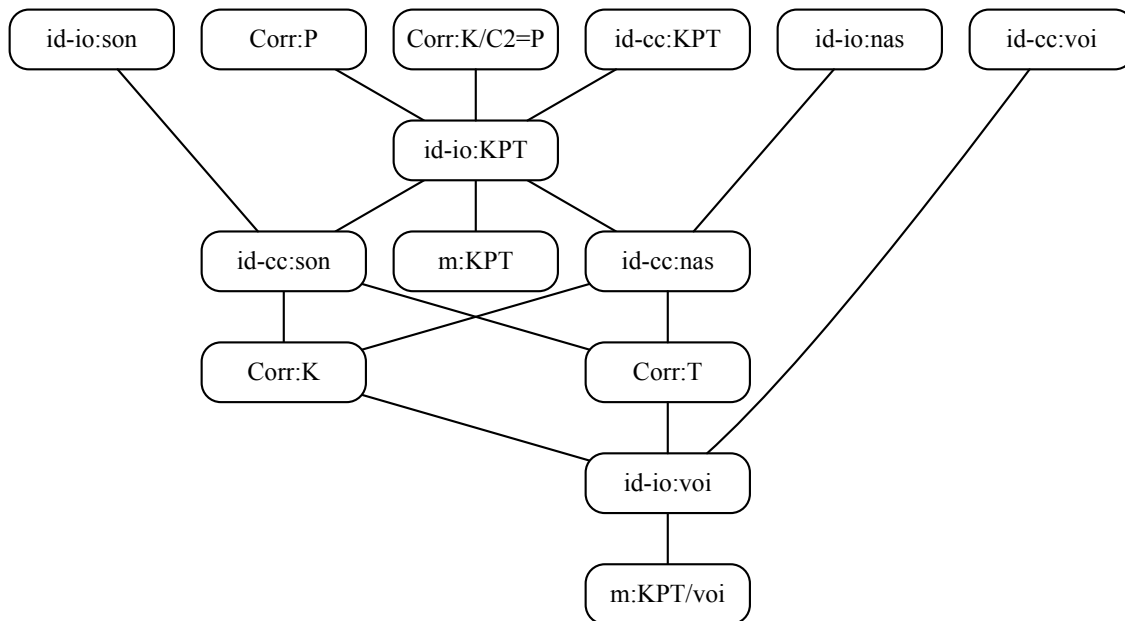 id-io:son
Corr:P
Corr:K/C2=P
id-cc:KPT
id-io:nas
id-cc:voi
id-io:KPT
id-cc:son
m:KPT
id-cc:nas
Corr:K
Corr:T
id-io:voi
m:KPT/voi